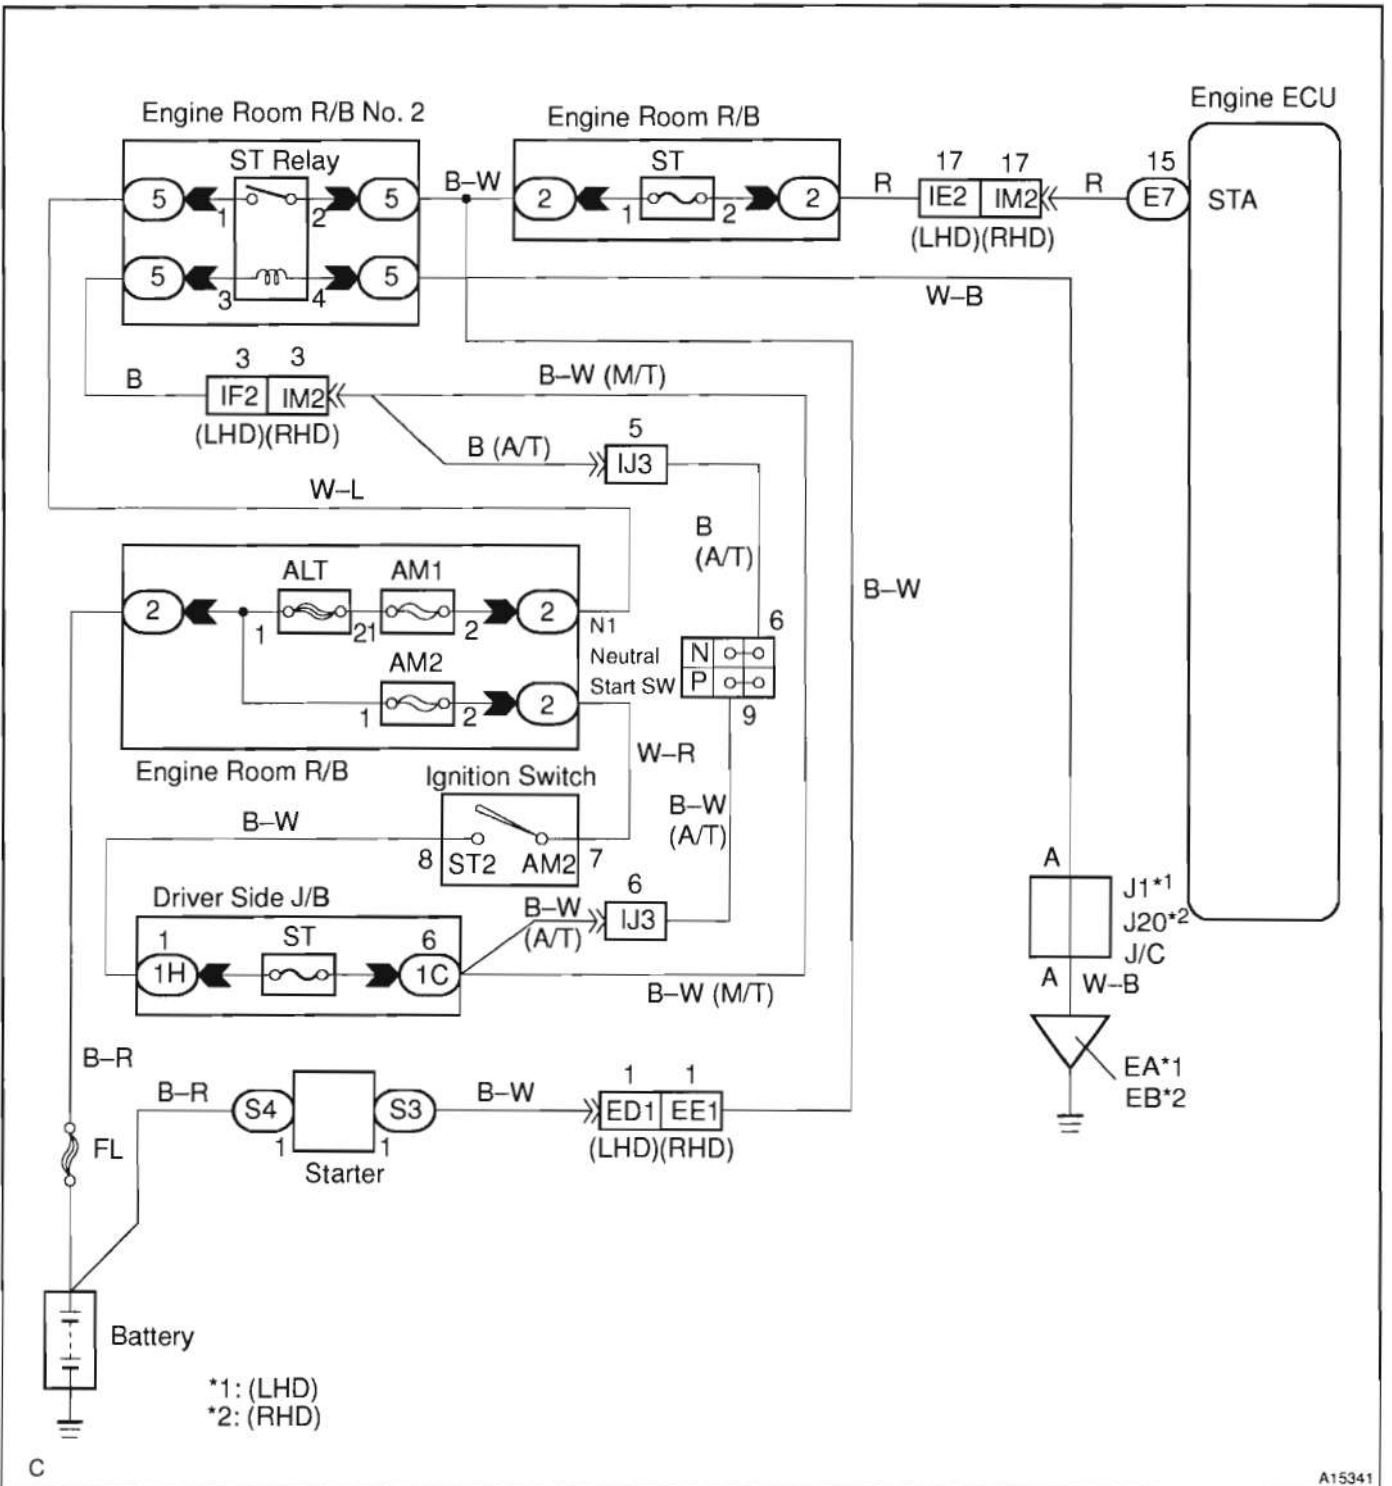 Engine ECU
Engine Room R/B No. 2
Engine Room R/B
ST Relay
ST
17 17
15
5 1 2 5
B–W
2 1 2 2
R
IE2 IM2
R
E7
STA
(LHD)(RHD)
5 3 4 5
W–B
3 3
B
IF2 IM2
B–W (M/T)
(LHD)(RHD)
B (A/T)
5
IJ3
W–L
B
(A/T)
ALT AM1
B–W
2 1 21 2 2
N1
6
Neutral
N
Start SW
P
AM2
1 2 2
9
Engine Room R/B
W–R
Ignition Switch
B–W
B–W
(A/T)
8 ST2 AM2 7
A
J1*1
J20*2
J/C
A W–B
Driver Side J/B
6
B–W
(A/T)
IJ3
1 ST 6
1H 1C
B–W (M/T)
B–R
EA*1
EB*2
B–R
S4 S3
B–W
1 1
ED1 EE1
1 1
(LHD)(RHD)
Starter
FL
Battery
*1: (LHD)
*2: (RHD)
C
A15341